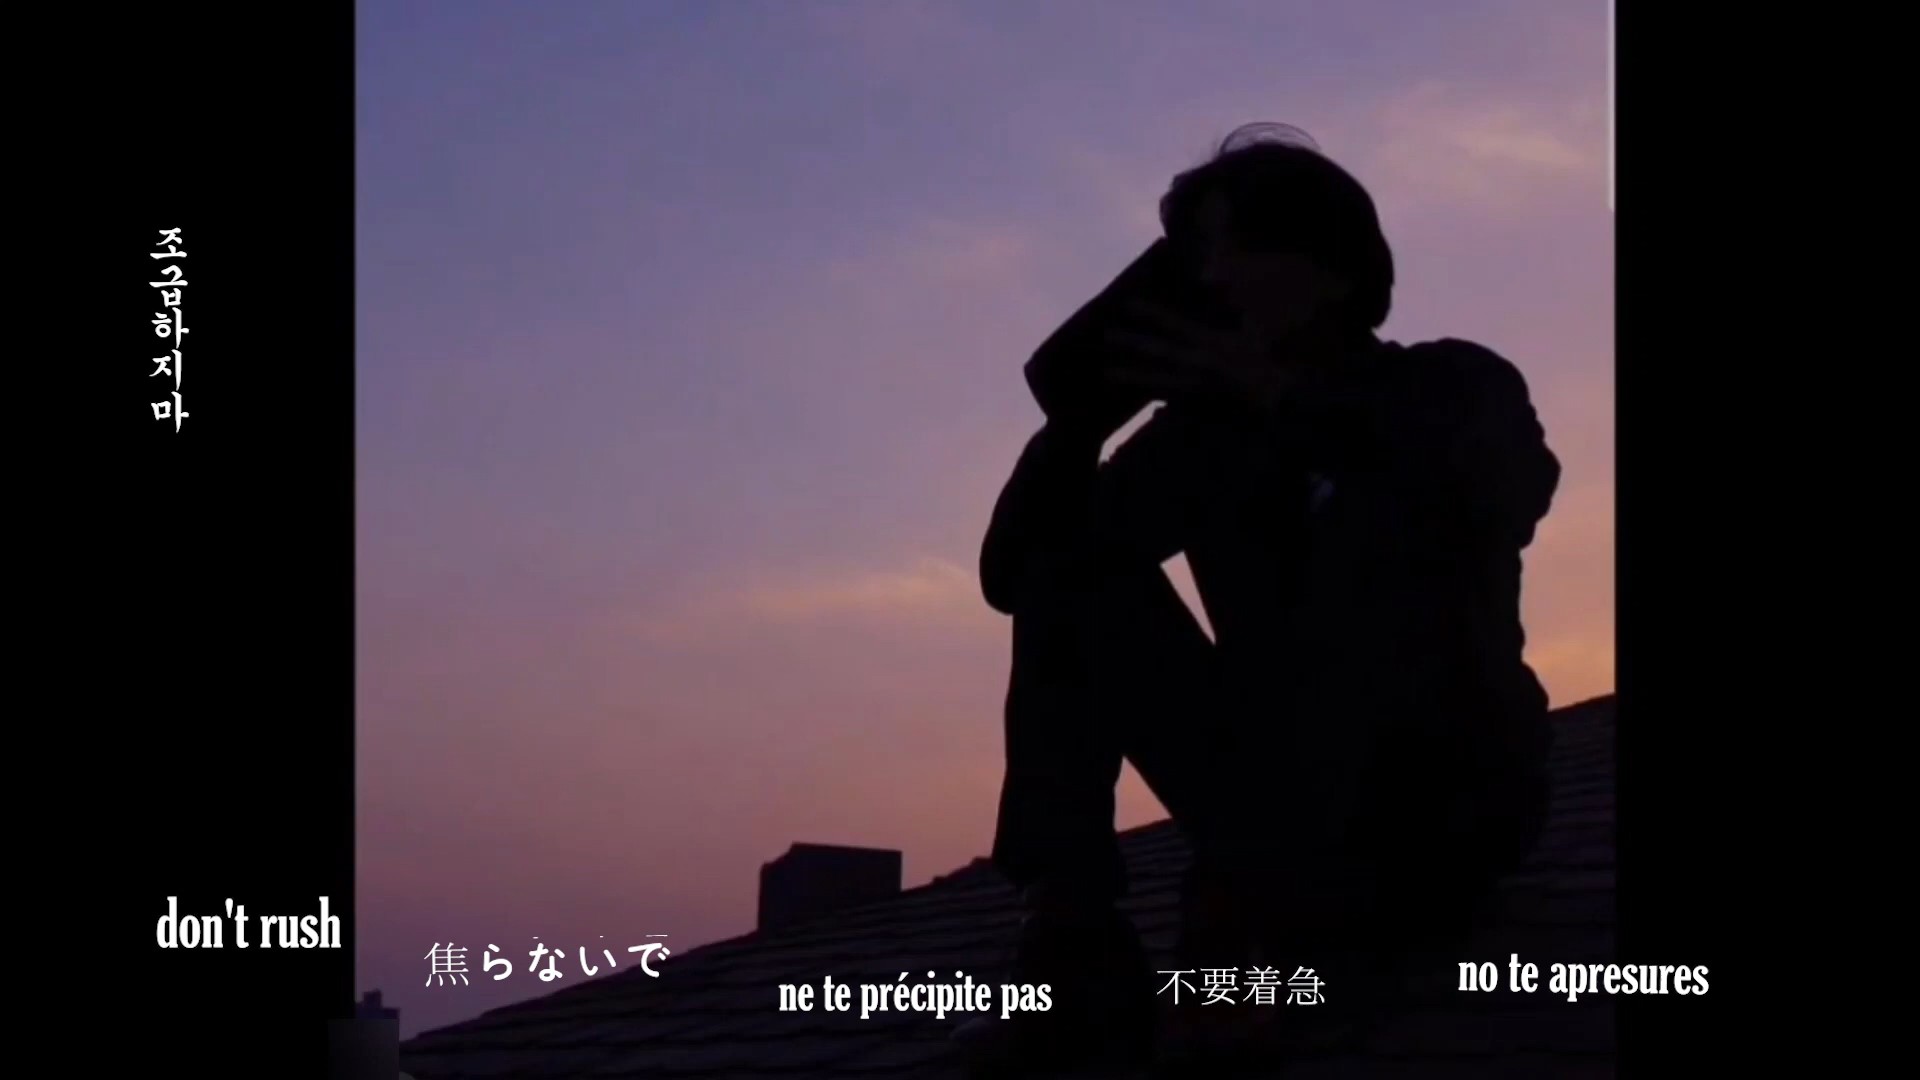 조급하지마
don't rush
焦らないで
ne te précipite pas
不要着急
no te apresures